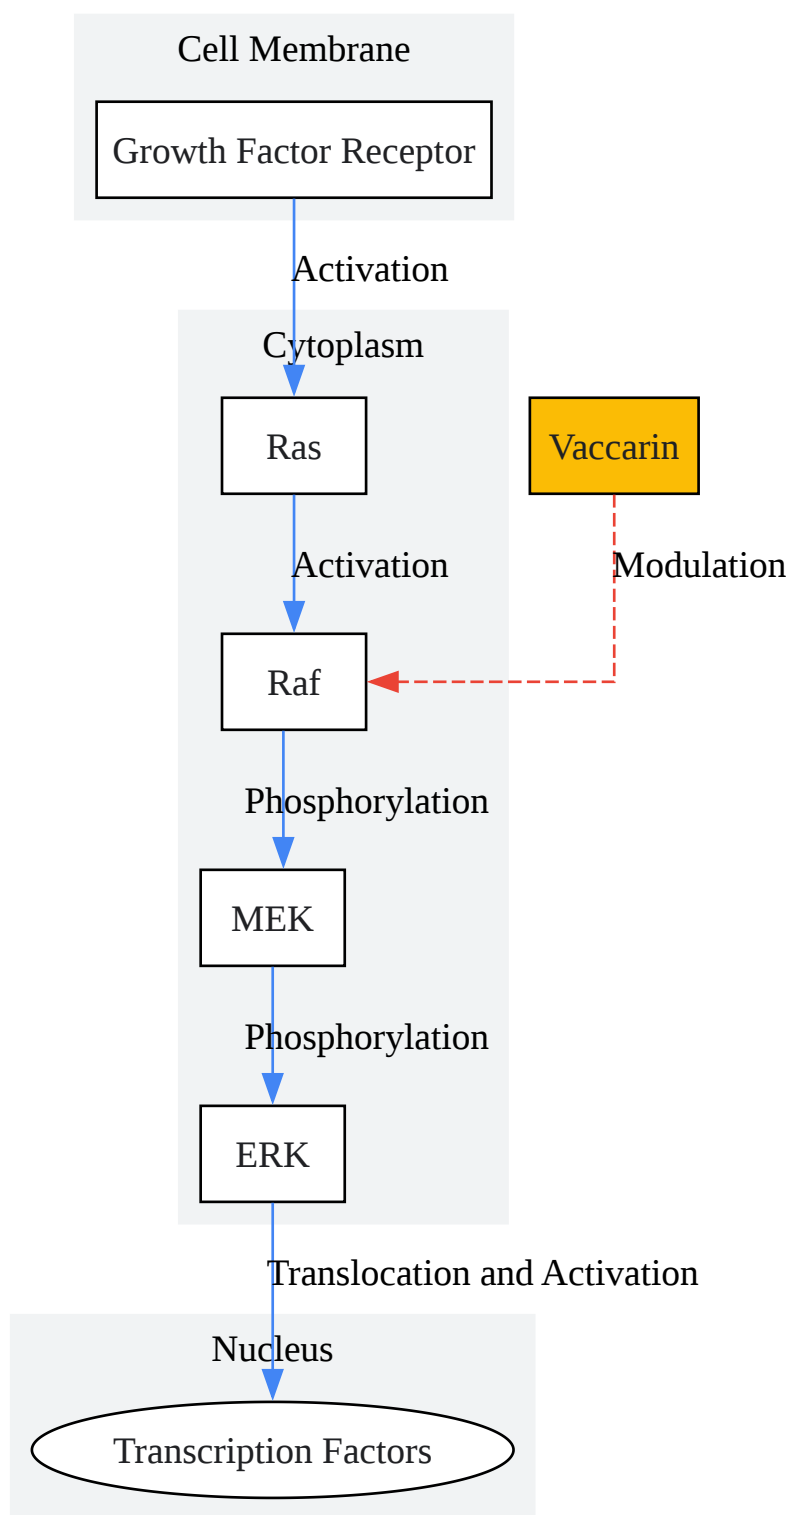 Cell Membrane
Growth Factor Receptor
Activation
Cytoplasm
Ras
Vaccarin
Activation
Modulation
Raf
Phosphorylation
MEK
Phosphorylation
ERK
Translocation and Activation
Nucleus
Transcription Factors